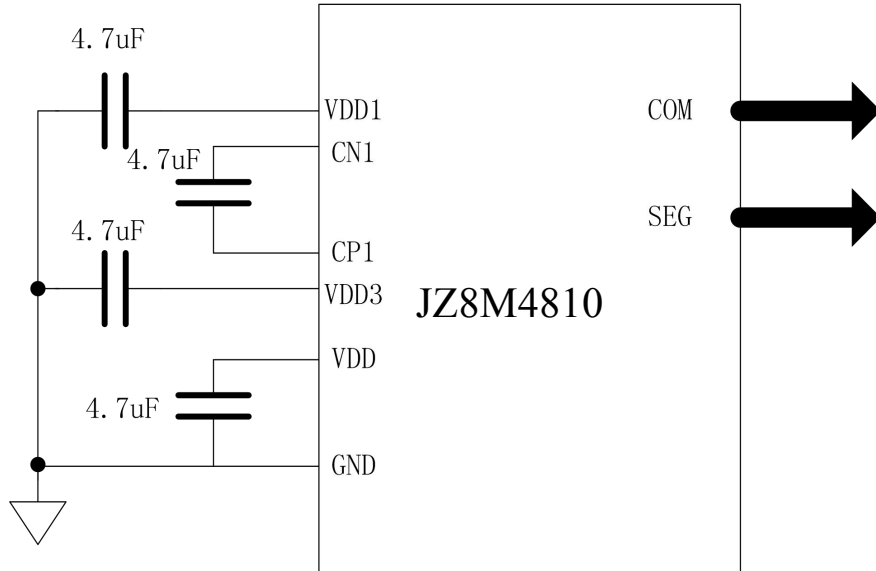 4.7uF
VDD1
COM
CN1
4.7uF
4.7uF
SEG
CP1
VDD3
JZ8M4810
VDD
4.7uF
GND